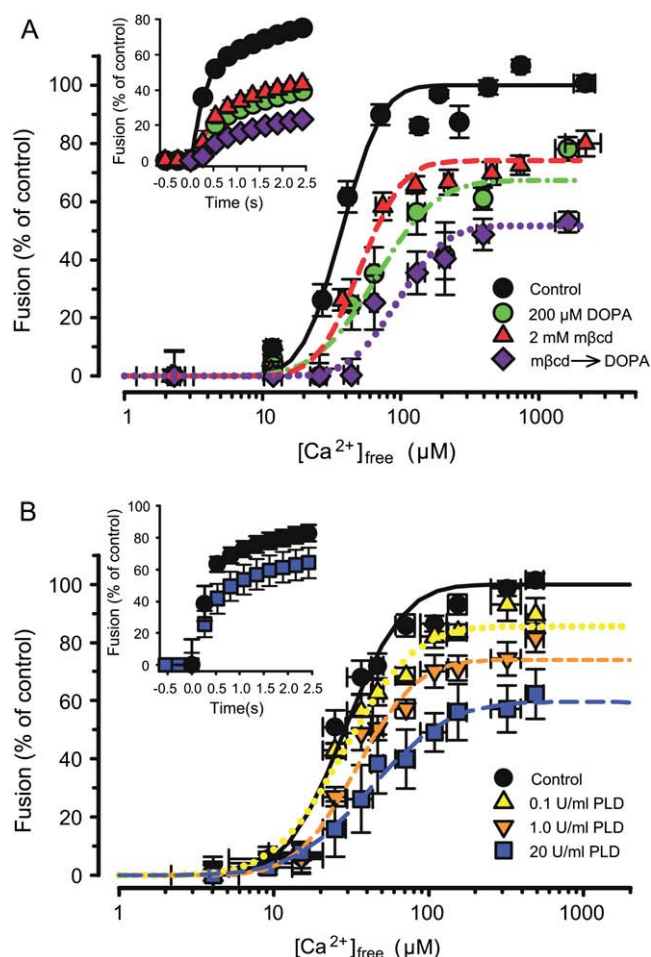 A
Fusion (% of control)
100
80
60
40
20
0
Fusion (% of control)
80
60
40
20
0
-0.5 0.0 0.5 1.0 1.5 2.0 2.5
Time (s)
Control
200 µM DOPA
2 mM mβcd
mβcd→DOPA
1 10 100 1000
[Ca2+]free (µM)
B
Fusion (% of control)
100
80
60
40
20
0
Fusion (% of control)
100
80
60
40
20
0
-0.5 0.0 0.5 1.0 1.5 2.0 2.5
Time(s)
Control
0.1 U/ml PLD
1.0 U/ml PLD
20 U/ml PLD
1 10 100 1000
[Ca2+]free (µM)